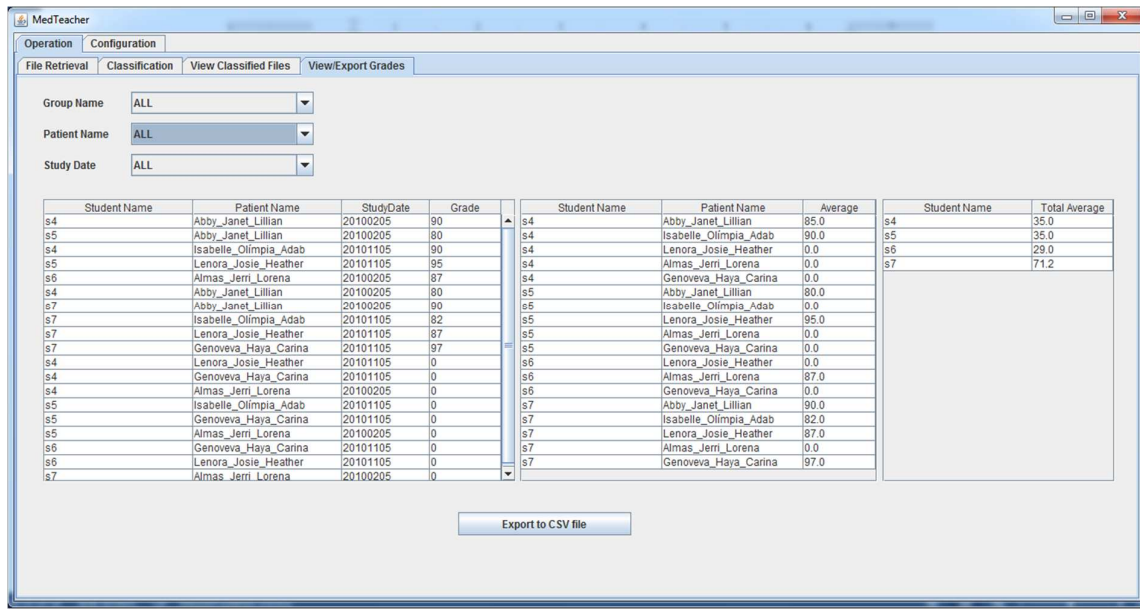 MedTeacher
Operation Configuration
File Retrieval Classification View Classified Files View/Export Grades
Group Name ALL
Patient Name ALL
Study Date ALL
Student Name Patient Name StudyDate Grade
s4 Abby_Janet_Lillian 20100205 90
s5 Abby_Janet_Lillian 20100205 80
s4 Isabelle_Olímpia_Adab 20101105 90
s5 Lenora_Josie_Heather 20101105 95
s6 Almas_Jerri_Lorena 20100205 87
s4 Abby_Janet_Lillian 20100205 80
s7 Abby_Janet_Lillian 20100205 90
s7 Isabelle_Olímpia_Adab 20101105 82
s7 Lenora_Josie_Heather 20101105 87
s7 Genoveva_Haya_Carina 20101105 97
s4 Lenora_Josie_Heather 20101105 0
s4 Genoveva_Haya_Carina 20101105 0
s4 Almas_Jerri_Lorena 20100205 0
s5 Isabelle_Olímpia_Adab 20101105 0
s5 Genoveva_Haya_Carina 20101105 0
s5 Almas_Jerri_Lorena 20100205 0
s6 Genoveva_Haya_Carina 20101105 0
s6 Lenora_Josie_Heather 20101105 0
s7 Almas_Jerri_Lorena 20100205 0
Student Name Patient Name Average
s4 Abby_Janet_Lillian 85.0
s4 Isabelle_Olímpia_Adab 90.0
s4 Lenora_Josie_Heather 0.0
s4 Almas_Jerri_Lorena 0.0
s4 Genoveva_Haya_Carina 0.0
s5 Abby_Janet_Lillian 80.0
s5 Isabelle_Olímpia_Adab 0.0
s5 Lenora_Josie_Heather 95.0
s5 Almas_Jerri_Lorena 0.0
s5 Genoveva_Haya_Carina 0.0
s6 Lenora_Josie_Heather 0.0
s6 Almas_Jerri_Lorena 87.0
s6 Genoveva_Haya_Carina 0.0
s7 Abby_Janet_Lillian 90.0
s7 Isabelle_Olímpia_Adab 82.0
s7 Lenora_Josie_Heather 87.0
s7 Almas_Jerri_Lorena 0.0
s7 Genoveva_Haya_Carina 97.0
Student Name Total Average
s4 35.0
s5 35.0
s6 29.0
s7 71.2
Export to CSV file